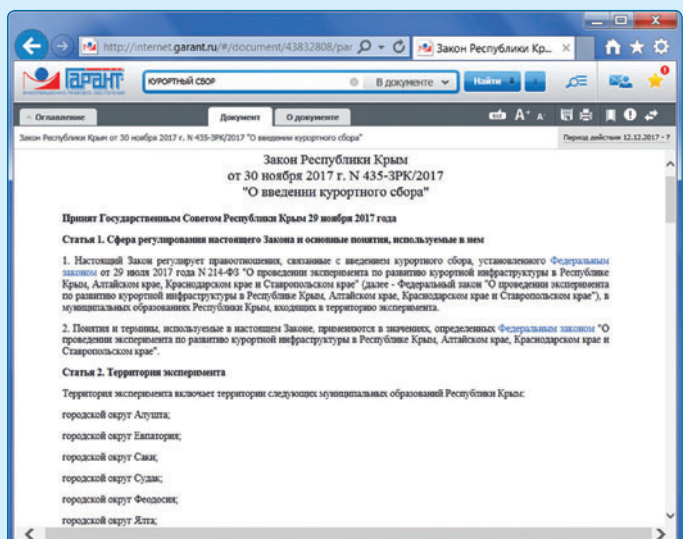 http://internet.garant.ru/#/document/43832808/par
Закон Республики Кр...
ГАРАНТ
ИНФОРМАЦИОННО-ПРАВОВОЕ ОБЕСПЕЧЕНИЕ
КУРОРТНЫЙ СБОР
В документе
Найти
Оглавление
Документ
О документе
A+ A-
Закон Республики Крым от 30 ноября 2017 г. N 435-ЗРК/2017 "О введении курортного сбора"
Период действия 12.12.2017 - ?
Закон Республики Крым
от 30 ноября 2017 г. N 435-ЗРК/2017
"О введении курортного сбора"
Принят Государственным Советом Республики Крым 29 ноября 2017 года
Статья 1. Сфера регулирования настоящего Закона и основные понятия, используемые в нем
1. Настоящий Закон регулирует правоотношения, связанные с введением курортного сбора, установленного Федеральным
законом от 29 июля 2017 года N 214-ФЗ "О проведении эксперимента по развитию курортной инфраструктуры в Республике
Крым, Алтайском крае, Краснодарском крае и Ставропольском крае" (далее - Федеральный закон "О проведении эксперимента
по развитию курортной инфраструктуры в Республике Крым, Алтайском крае, Краснодарском крае и Ставропольском крае"), в
муниципальных образованиях Республики Крым, входящих в территорию эксперимента.
2. Понятия и термины, используемые в настоящем Законе, применяются в значениях, определенных Федеральным законом "О
проведении эксперимента по развитию курортной инфраструктуры в Республике Крым, Алтайском крае, Краснодарском крае и
Ставропольском крае".
Статья 2. Территория эксперимента
Территория эксперимента включает территории следующих муниципальных образований Республики Крым:
городской округ Алушта;
городской округ Евпатория;
городской округ Саки;
городской округ Судак;
городской округ Феодосия;
городской округ Ялта;